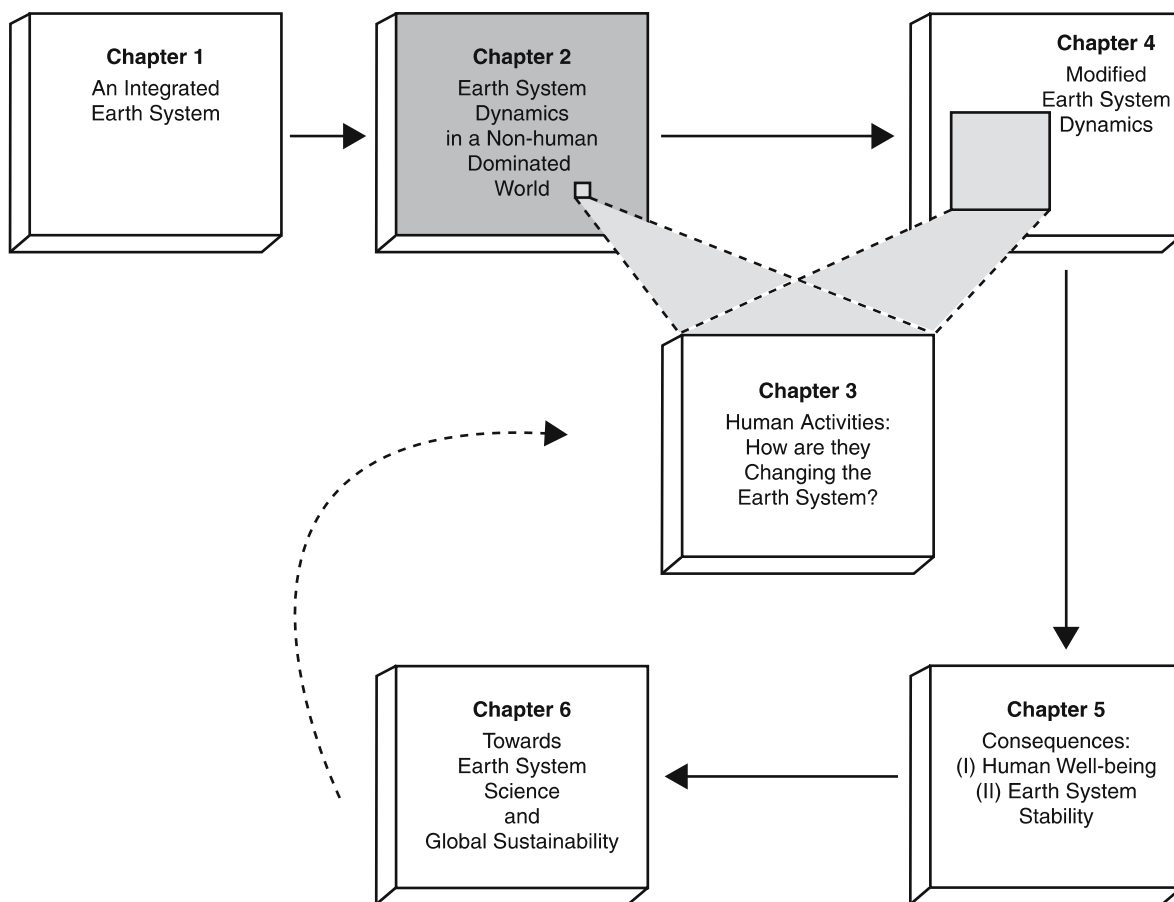 Chapter 1
An Integrated
Earth System
Chapter 2
Earth System
Dynamics
in a Non-human
Dominated
World
Chapter 4
Modified
Earth System
Dynamics
Chapter 3
Human Activities:
How are they
Changing the
Earth System?
Chapter 6
Towards
Earth System
Science
and
Global Sustainability
Chapter 5
Consequences:
(I) Human Well-being
(II) Earth System
Stability